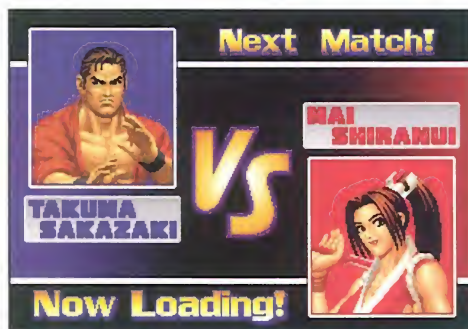 Next Match!
MAI
SHIRANUI
VS
TAKUMA
SAKAZAKI
Now Loading!